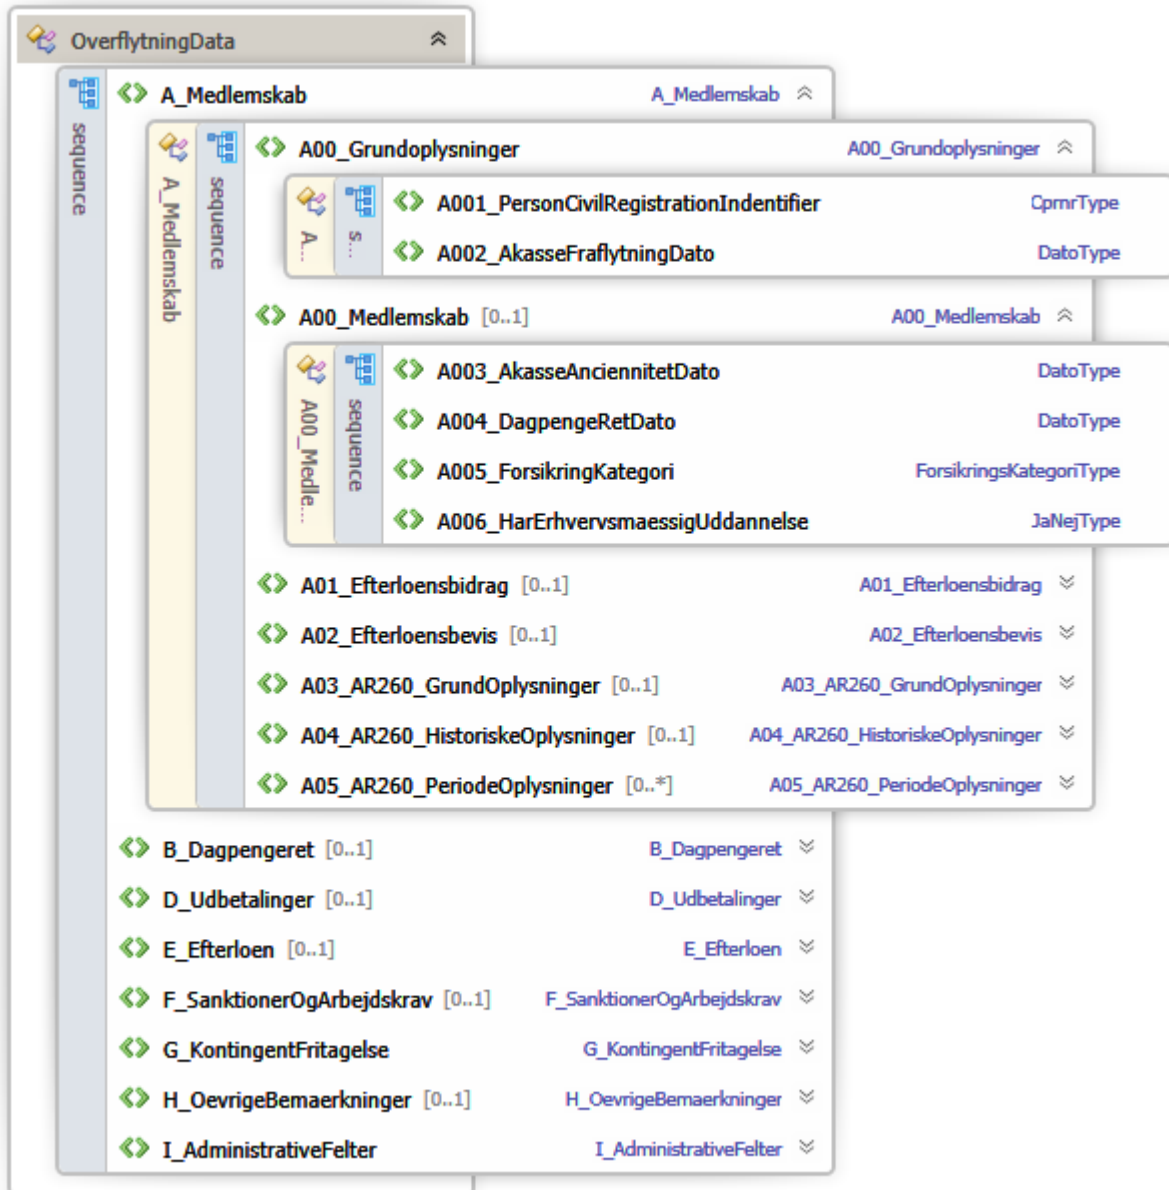 OverflytningData
sequence
A_Medlemskab A_Medlemskab
A_Medlemskab
sequence
A00_Grundoplysninger A00_Grundoplysninger
A...
s...
A001_PersonCivilRegistrationIndentifier CprnrType
A002_AkasseFraflytningDato DatoType
A00_Medlemskab [0..1] A00_Medlemskab
A00_Medle...
sequence
A003_AkasseAnciennitetDato DatoType
A004_DagpengeRetDato DatoType
A005_ForsikringKategori ForsikringsKategoriType
A006_HarErhvervsmaessigUddannelse JaNejType
A01_Efterloensbidrag [0..1] A01_Efterloensbidrag
A02_Efterloensbevis [0..1] A02_Efterloensbevis
A03_AR260_GrundOplysninger [0..1] A03_AR260_GrundOplysninger
A04_AR260_HistoriskeOplysninger [0..1] A04_AR260_HistoriskeOplysninger
A05_AR260_PeriodeOplysninger [0..*] A05_AR260_PeriodeOplysninger
B_Dagpengeret [0..1] B_Dagpengeret
D_Udbetalinger [0..1] D_Udbetalinger
E_Efterloen [0..1] E_Efterloen
F_SanktionerOgArbejdskrav [0..1] F_SanktionerOgArbejdskrav
G_KontingentFritagelse G_KontingentFritagelse
H_OevrigeBemaerkninger [0..1] H_OevrigeBemaerkninger
I_AdministrativeFelter I_AdministrativeFelter